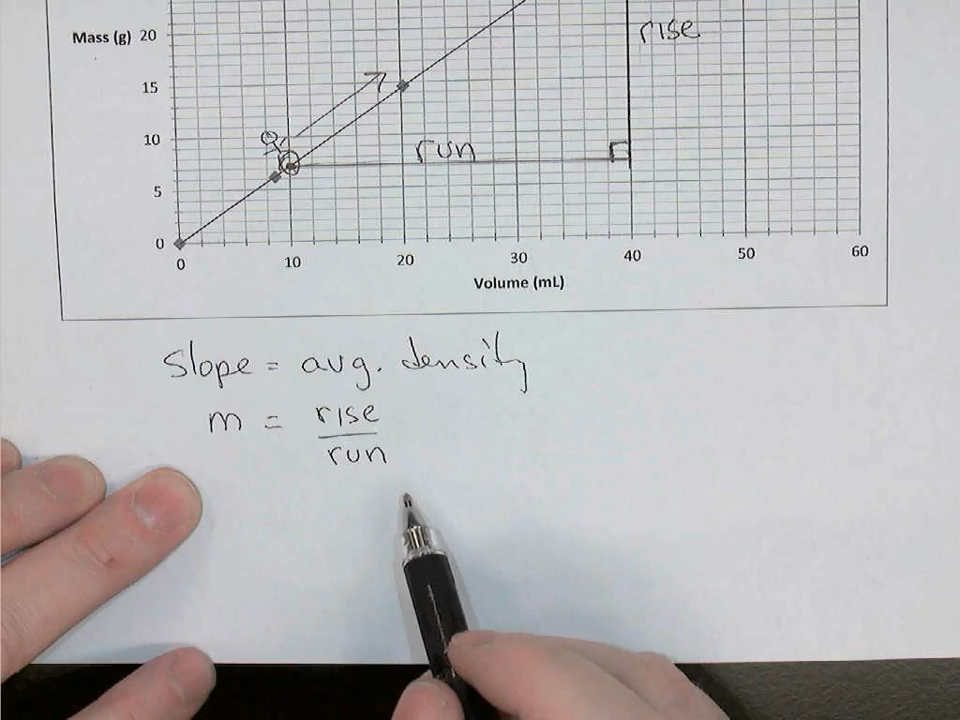 Mass (g) 20 rise
15
10
run
5
0
0 10 20 30 40 50 60
Volume (mL)
Slope = avg. density
m = rise
run